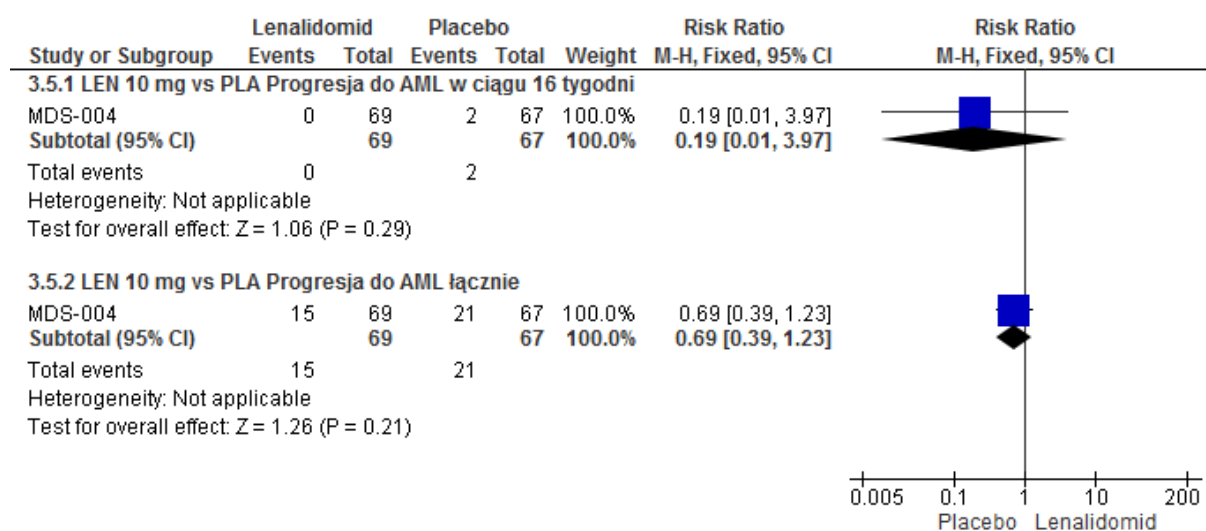 Lenalidomid Placebo Risk Ratio Risk Ratio
Study or Subgroup Events Total Events Total Weight M-H, Fixed, 95% CI M-H, Fixed, 95% CI
3.5.1 LEN 10 mg vs PLA Progresja do AML w ciągu 16 tygodni
MDS-004 0 69 2 67 100.0% 0.19 [0.01, 3.97]
Subtotal (95% CI) 69 67 100.0% 0.19 [0.01, 3.97]
Total events 0 2
Heterogeneity: Not applicable
Test for overall effect: Z = 1.06 (P = 0.29)
3.5.2 LEN 10 mg vs PLA Progresja do AML łącznie
MDS-004 15 69 21 67 100.0% 0.69 [0.39, 1.23]
Subtotal (95% CI) 69 67 100.0% 0.69 [0.39, 1.23]
Total events 15 21
Heterogeneity: Not applicable
Test for overall effect: Z = 1.26 (P = 0.21)
0.005 0.1 1 10 200
Placebo Lenalidomid